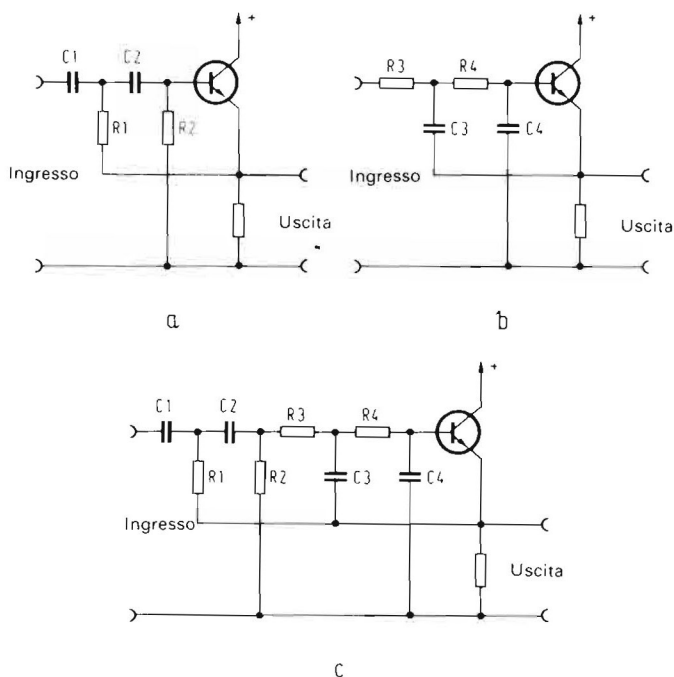 +
C1 C2
R1 R2
Ingresso
Uscita
a
+
R3 R4
C3 C4
Ingresso
Uscita
b
+
C1 C2 R3 R4
R1 R2 C3 C4
Ingresso
Uscita
c